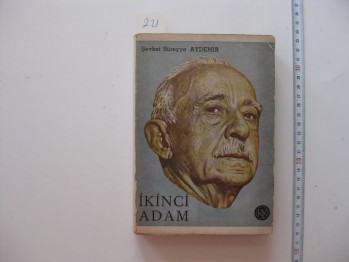 221
Şevket Süreyya AYDEMİR
İKİNCİ
ADAM